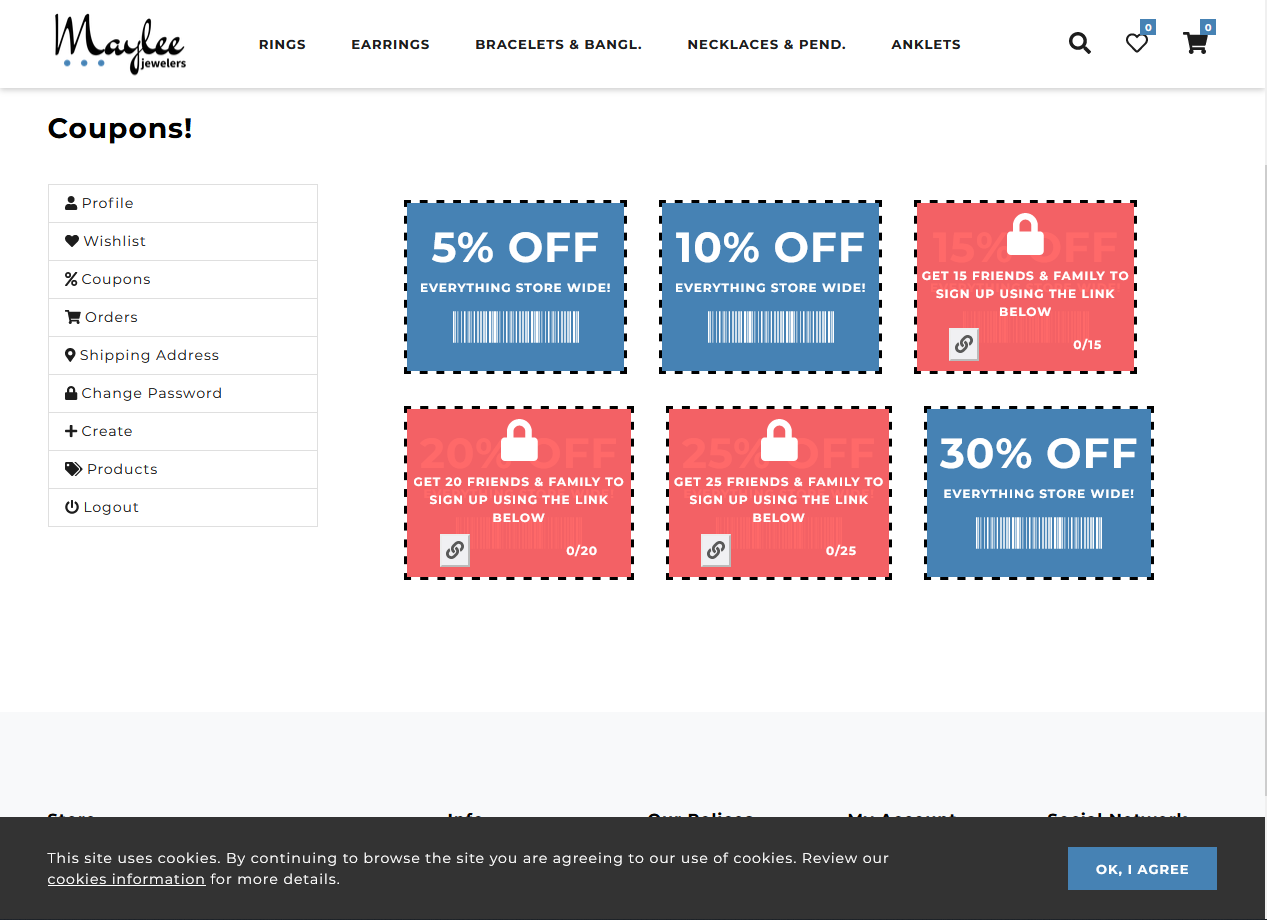 Maylee
jewelers
RINGS
EARRINGS
BRACELETS & BANGL.
NECKLACES & PEND.
ANKLETS
0
0
Coupons!
Profile
Wishlist
Coupons
Orders
Shipping Address
Change Password
Create
Products
Logout
5% OFF
EVERYTHING STORE WIDE!
10% OFF
EVERYTHING STORE WIDE!
15% OFF
GET 15 FRIENDS & FAMILY TO
SIGN UP USING THE LINK
BELOW
0/15
20% OFF
GET 20 FRIENDS & FAMILY TO
SIGN UP USING THE LINK
BELOW
0/20
25% OFF
GET 25 FRIENDS & FAMILY TO
SIGN UP USING THE LINK
BELOW
0/25
30% OFF
EVERYTHING STORE WIDE!
Store
Info
Our Polices
My Account
Social Network
This site uses cookies. By continuing to browse the site you are agreeing to our use of cookies. Review our
cookies information for more details.
OK, I AGREE